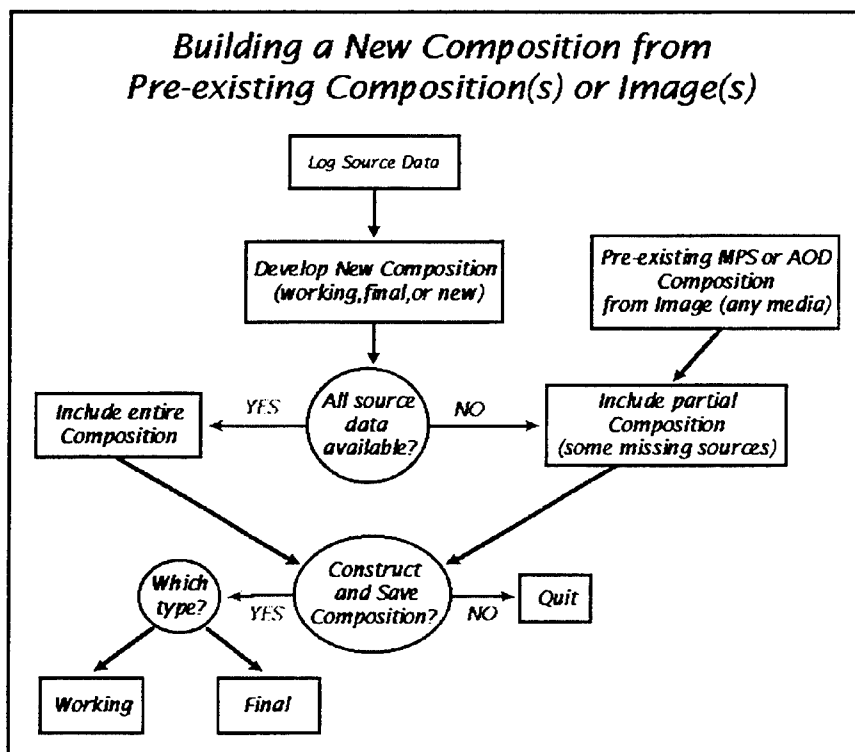 Building a New Composition from
Pre-existing Composition(s) or Image(s)
Log Source Data
Develop New Composition
(working,final,or new)
Pre-existing MPS or AOD
Composition
from Image (any media)
Include entire
Composition
YES
All source
data
available?
NO
Include partial
Composition
(some missing sources)
Which
type?
YES
Construct
and Save
Composition?
NO
Quit
Working
Final